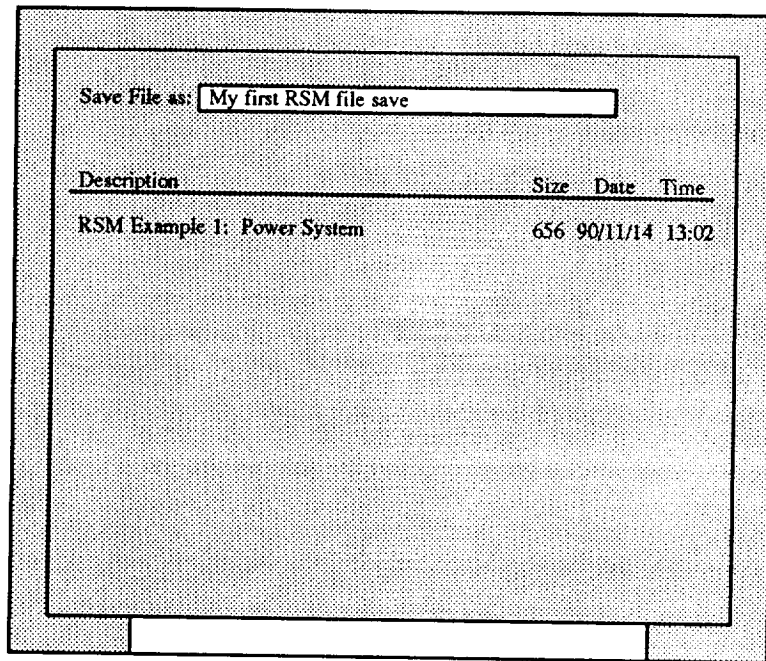 Save File as: My first RSM file save
Description Size Date Time
RSM Example 1: Power System 656 90/11/14 13:02